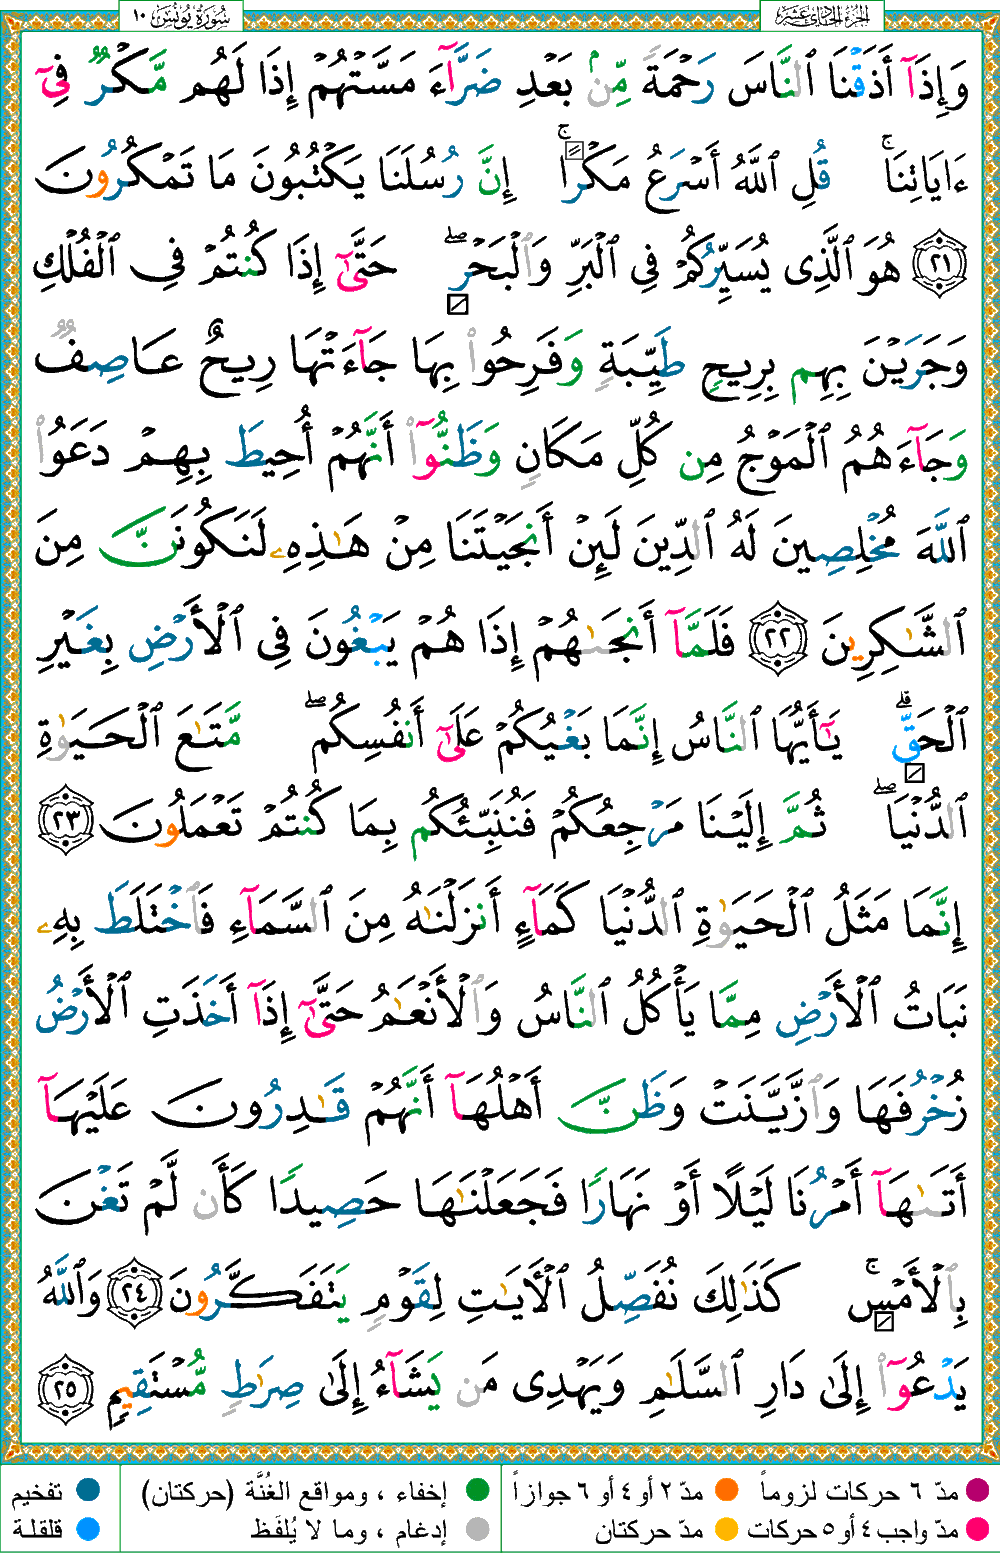 سُورَةُ يُونُسَ ١٠
الجُزءُ الحَادِي عَشَر
وَإِذَآ أَذَقْنَا ٱلنَّاسَ رَحْمَةً مِّنۢ بَعْدِ ضَرَّآءَ مَسَّتْهُمْ إِذَا لَهُم مَّكْرٌ فِىٓ
ءَايَاتِنَا ۚ قُلِ ٱللَّهُ أَسْرَعُ مَكْرًا ۚ إِنَّ رُسُلَنَا يَكْتُبُونَ مَا تَمْكُرُونَ
٢١ هُوَ ٱلَّذِى يُسَيِّرُكُمْ فِى ٱلْبَرِّ وَٱلْبَحْرِ ۖ حَتَّىٰٓ إِذَا كُنتُمْ فِى ٱلْفُلْكِ
وَجَرَيْنَ بِهِم بِرِيحٍ طَيِّبَةٍ وَفَرِحُوا۟ بِهَا جَآءَتْهَا رِيحٌ عَاصِفٌ
وَجَآءَهُمُ ٱلْمَوْجُ مِن كُلِّ مَكَانٍ وَظَنُّوٓا۟ أَنَّهُمْ أُحِيطَ بِهِمْ دَعَوُا۟
ٱللَّهَ مُخْلِصِينَ لَهُ ٱلدِّينَ لَئِنْ أَنجَيْتَنَا مِنْ هَـٰذِهِۦ لَنَكُونَنَّ مِنَ
ٱلشَّـٰكِرِينَ ٢٢ فَلَمَّآ أَنجَىٰهُمْ إِذَا هُمْ يَبْغُونَ فِى ٱلْأَرْضِ بِغَيْرِ
ٱلْحَقِّ ۗ يَـٰٓأَيُّهَا ٱلنَّاسُ إِنَّمَا بَغْيُكُمْ عَلَىٰٓ أَنفُسِكُم ۖ مَّتَـٰعَ ٱلْحَيَوٰةِ
ٱلدُّنْيَا ۖ ثُمَّ إِلَيْنَا مَرْجِعُكُمْ فَنُنَبِّئُكُم بِمَا كُنتُمْ تَعْمَلُونَ ٢٣
إِنَّمَا مَثَلُ ٱلْحَيَوٰةِ ٱلدُّنْيَا كَمَآءٍ أَنزَلْنَـٰهُ مِنَ ٱلسَّمَآءِ فَٱخْتَلَطَ بِهِۦ
نَبَاتُ ٱلْأَرْضِ مِمَّا يَأْكُلُ ٱلنَّاسُ وَٱلْأَنْعَـٰمُ حَتَّىٰٓ إِذَآ أَخَذَتِ ٱلْأَرْضُ
زُخْرُفَهَا وَٱزَّيَّنَتْ وَظَنَّ أَهْلُهَآ أَنَّهُمْ قَـٰدِرُونَ عَلَيْهَآ
أَتَىٰهَآ أَمْرُنَا لَيْلًا أَوْ نَهَارًا فَجَعَلْنَـٰهَا حَصِيدًا كَأَن لَّمْ تَغْنَ
بِٱلْأَمْسِ ۚ كَذَٰلِكَ نُفَصِّلُ ٱلْـَٔايَـٰتِ لِقَوْمٍ يَتَفَكَّرُونَ ٢٤ وَٱللَّهُ
يَدْعُوٓا۟ إِلَىٰ دَارِ ٱلسَّلَـٰمِ وَيَهْدِى مَن يَشَآءُ إِلَىٰ صِرَٰطٍ مُّسْتَقِيمٍ ٢٥
مدّ ٦ حركات لزوماً
مدّ ٢ أو ٤ أو ٦ جوازاً
إخفاء ، ومواقع الغُنَّة (حركتان)
تفخيم
مدّ واجب ٤ أو ٥ حركات
مدّ حركتان
إدغام ، وما لا يُلفَظ
قلقلة